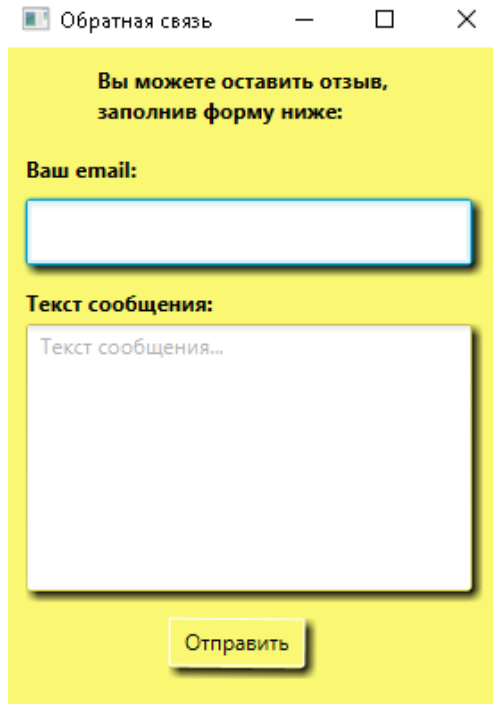 Обратная связь
Вы можете оставить отзыв,
заполнив форму ниже:
Ваш email:
Текст сообщения:
Текст сообщения...
Отправить